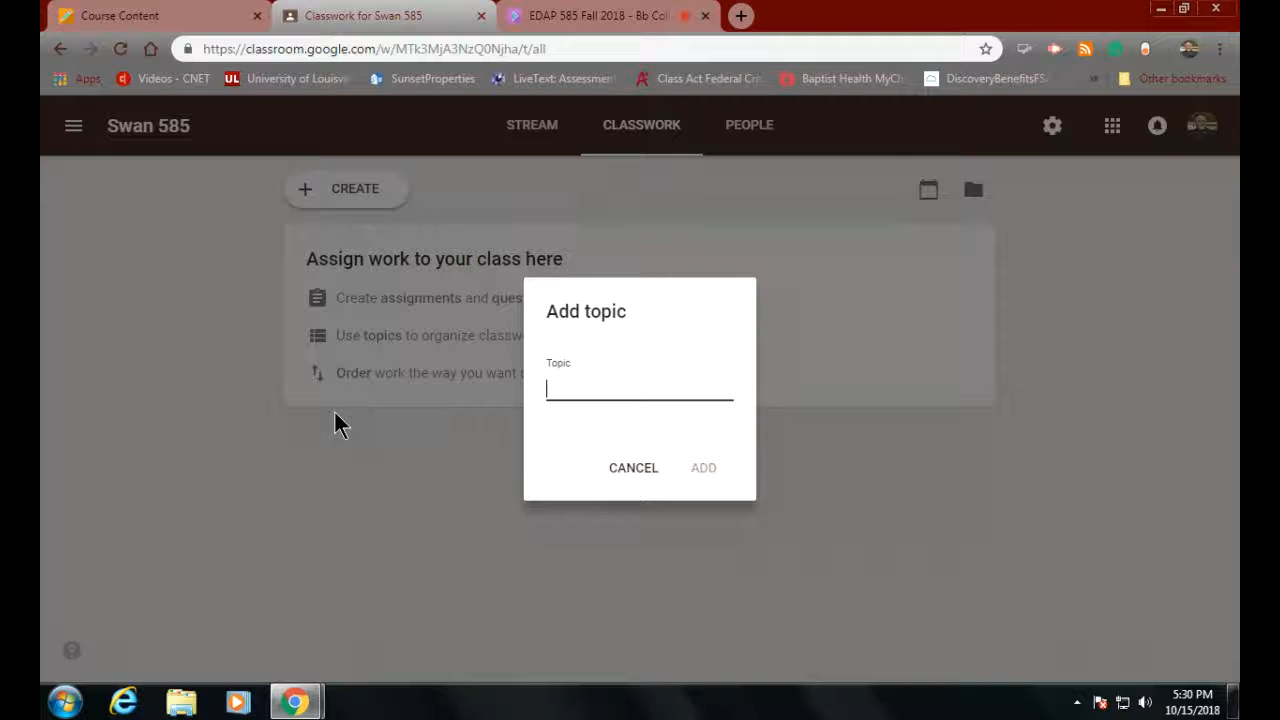 Course Content
Classwork for Swan 585
EDAP 585 Fall 2018 - Bb Coll
https://classroom.google.com/w/MTk3MjA3NzQ0Njha/t/all
Apps
Videos - CNET
UL
University of Louisv
SunsetProperties
LiveText: Assessment
Class Act Federal Cre
Baptist Health MyCh
DiscoveryBenefitsFS
Other bookmarks
Swan 585
STREAM
CLASSWORK
PEOPLE
CREATE
Assign work to your class here
Create assignments and ques
Use topics to organize classw
Order work the way you want
Add topic
Topic
CANCEL
ADD
5:30 PM
10/15/2018